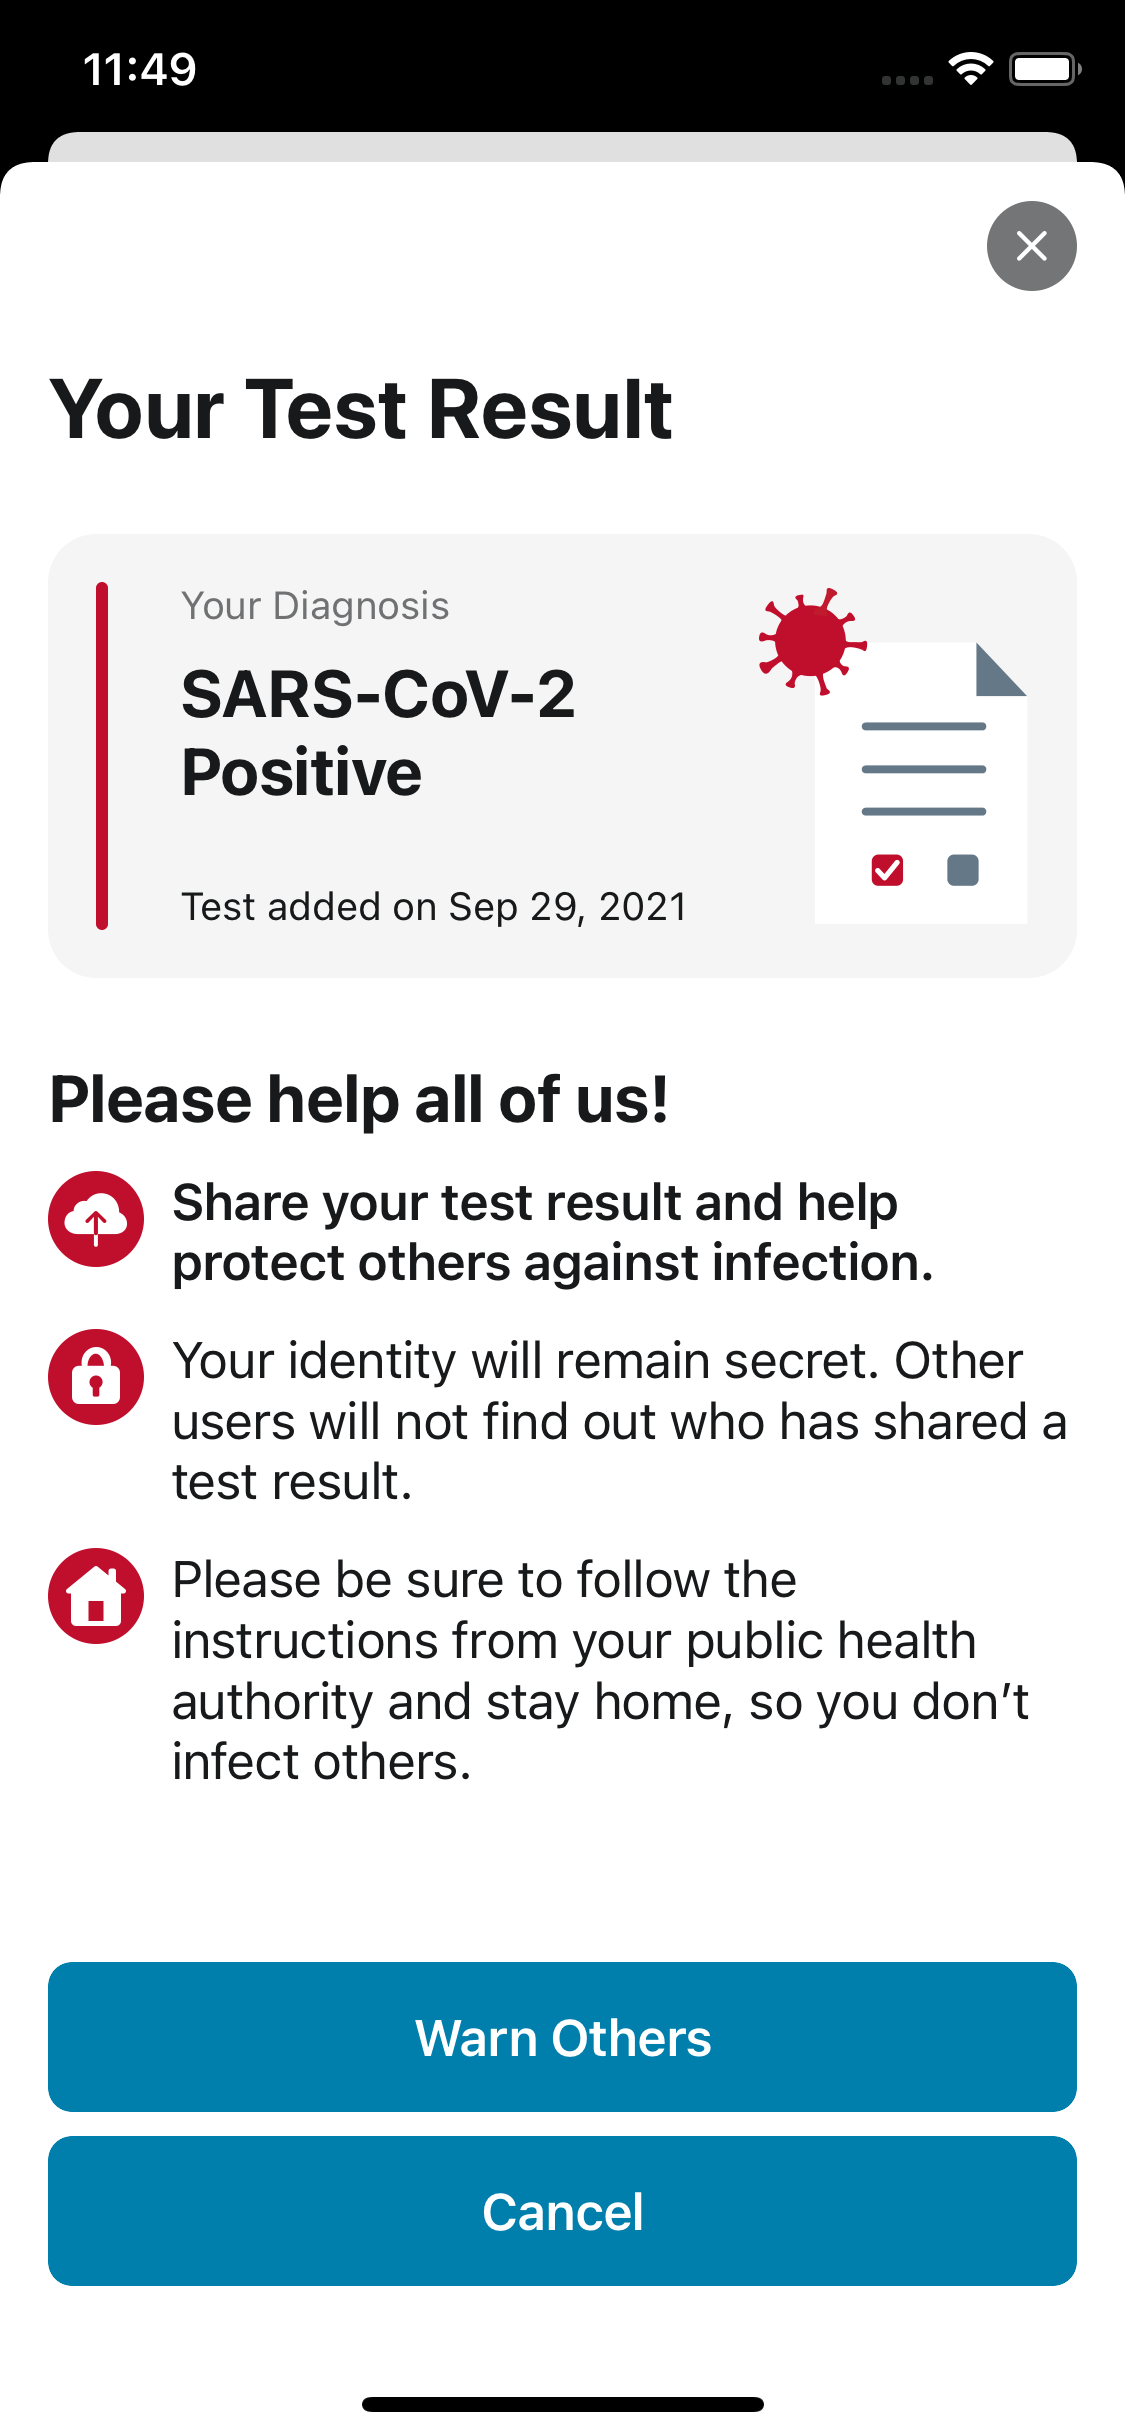 11:49
Your Test Result
Your Diagnosis
SARS-CoV-2
Positive
Test added on Sep 29, 2021
Please help all of us!
Share your test result and help
protect others against infection.
Your identity will remain secret. Other
users will not find out who has shared a
test result.
Please be sure to follow the
instructions from your public health
authority and stay home, so you don’t
infect others.
Warn Others
Cancel